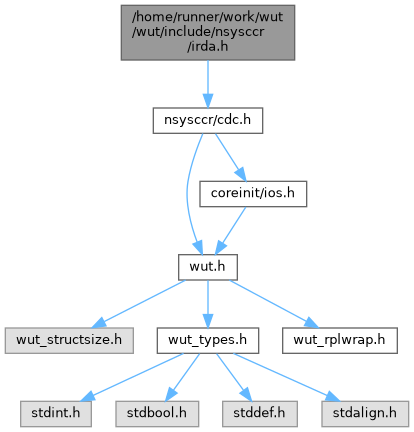 /home/runner/work/wut
/wut/include/nsysccr
/irda.h
nsysccr/cdc.h
coreinit/ios.h
wut.h
wut_structsize.h
wut_types.h
wut_rplwrap.h
stdint.h
stdbool.h
stddef.h
stdalign.h